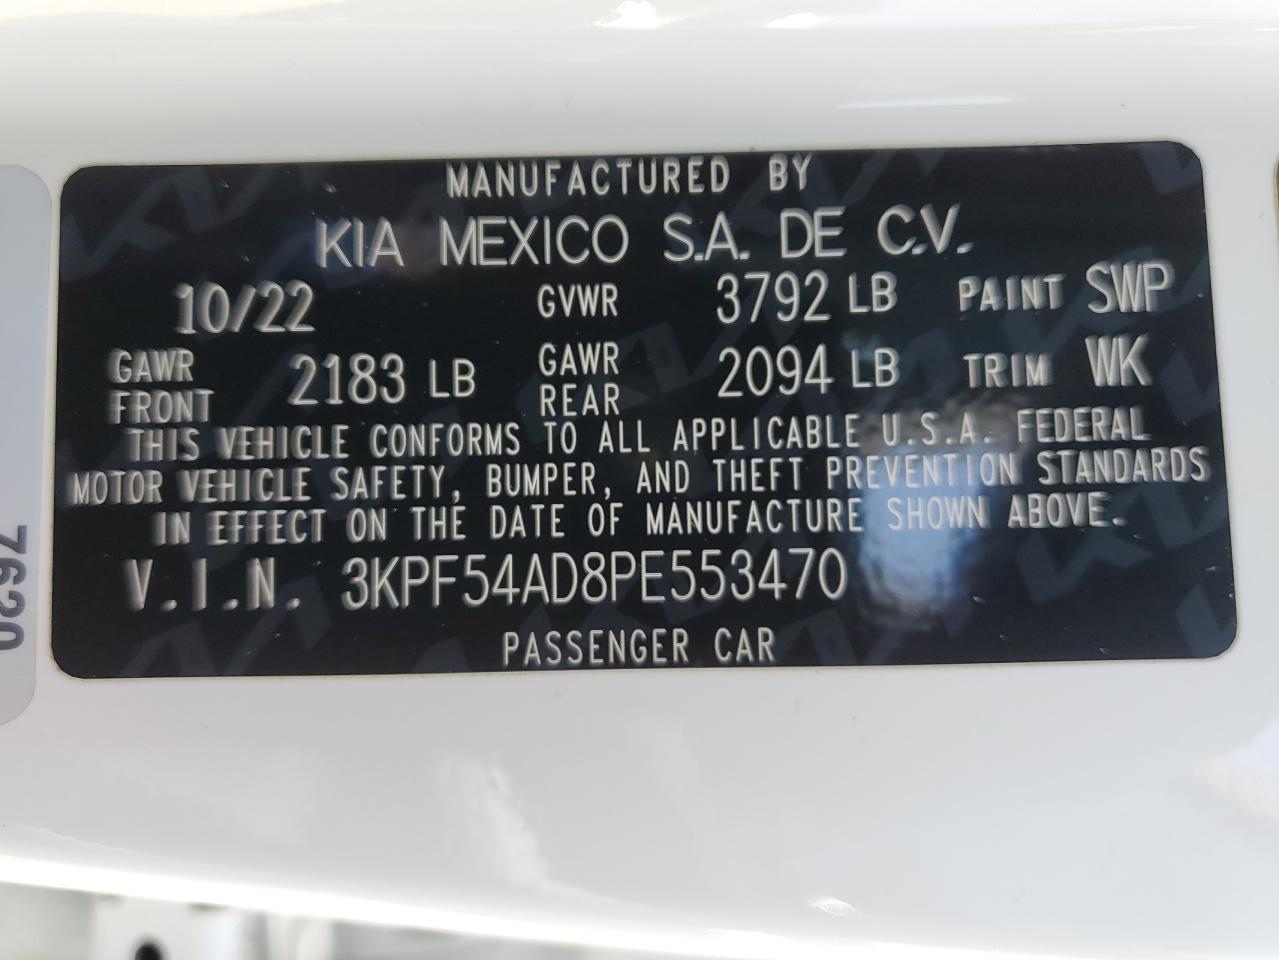 MANUFACTURED BY
KIA MEXICO S.A. DE C.V.
10/22 GVWR 3792 LB PAINT SWP
GAWR FRONT 2183 LB GAWR REAR 2094 LB TRIM WK
THIS VEHICLE CONFORMS TO ALL APPLICABLE U.S.A. FEDERAL
MOTOR VEHICLE SAFETY, BUMPER, AND THEFT PREVENTION STANDARDS
IN EFFECT ON THE DATE OF MANUFACTURE SHOWN ABOVE.
V.I.N. 3KPF54AD8PE553470
PASSENGER CAR